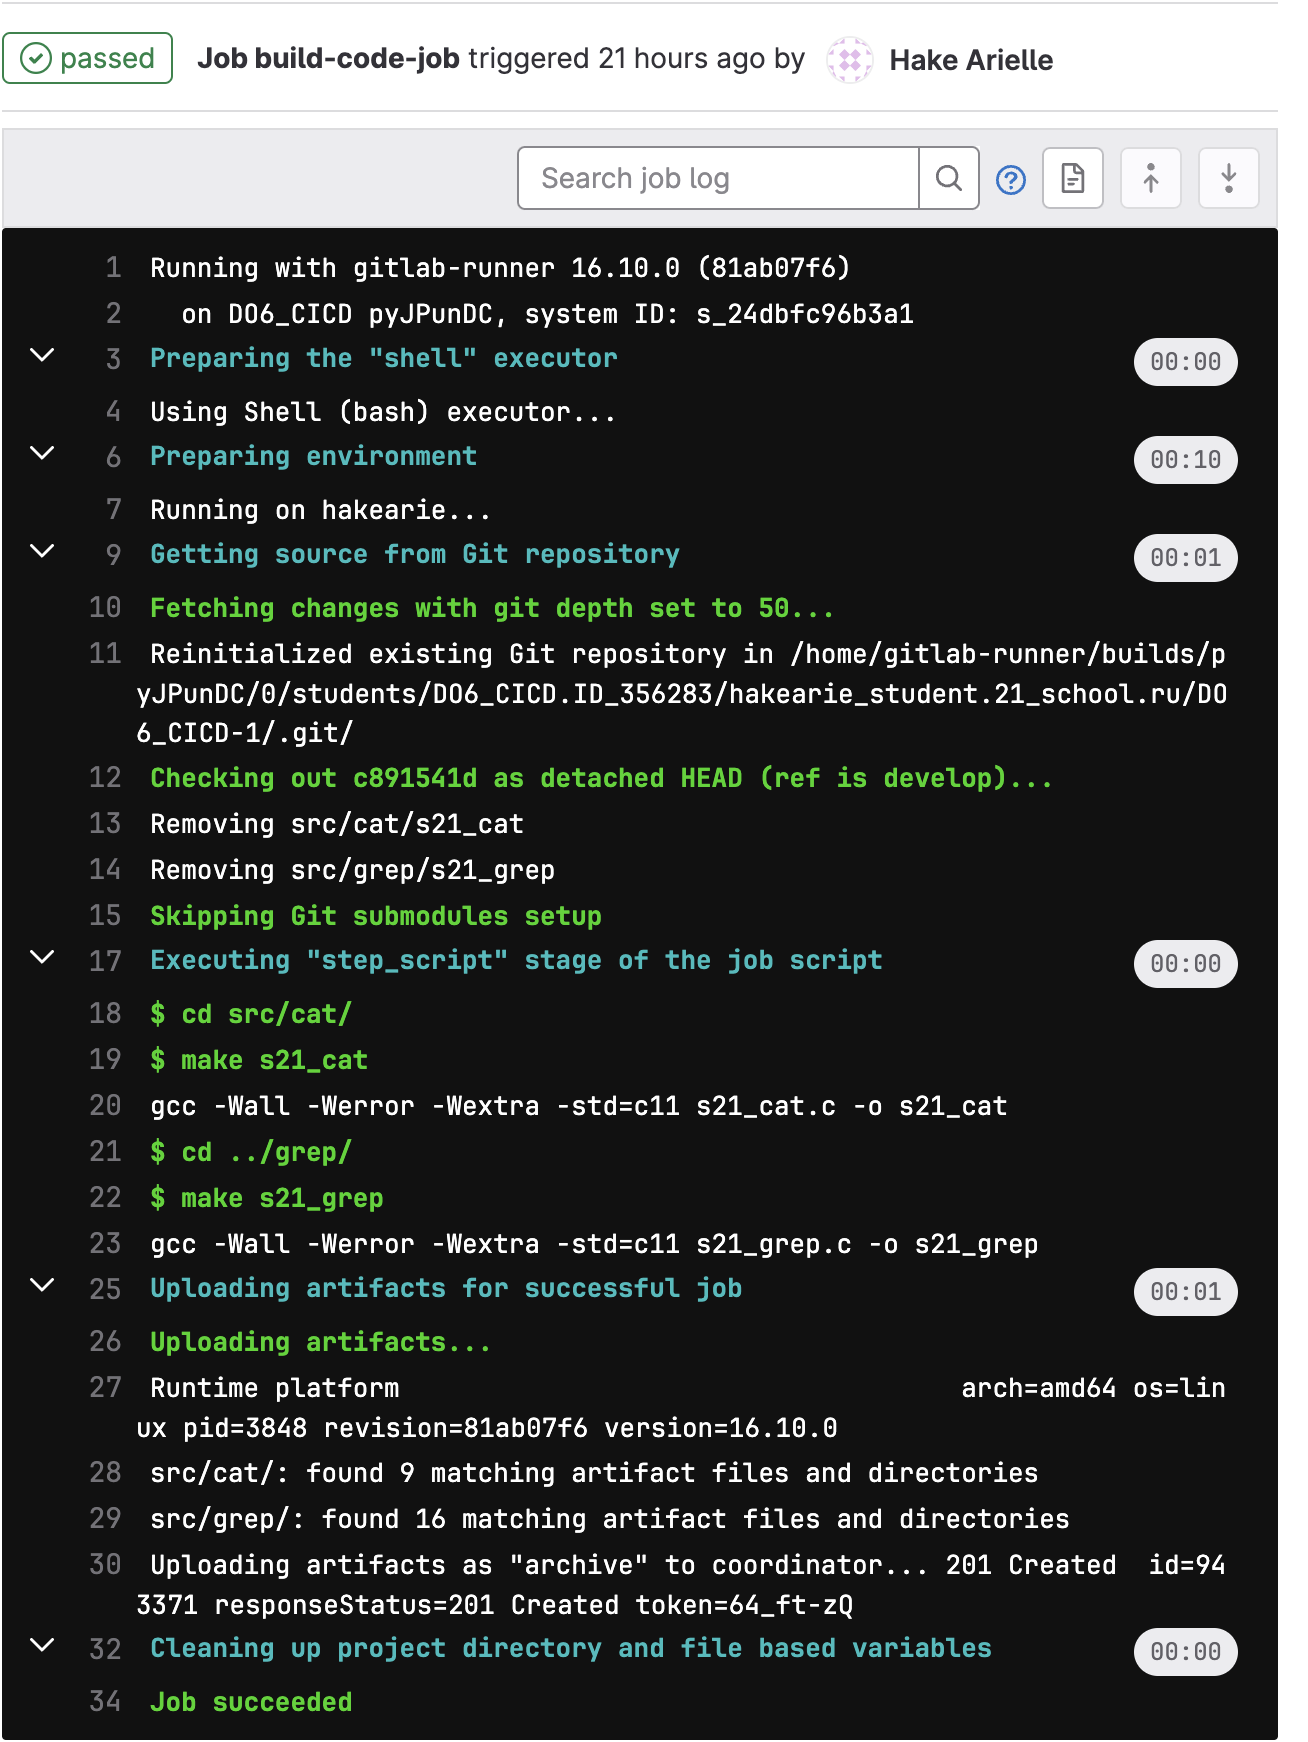 passed Job build-code-job triggered 21 hours ago by Hake Arielle
Search job log
1 Running with gitlab-runner 16.10.0 (81ab07f6)
2 on DO6_CICD pyJPunDC, system ID: s_24dbfc96b3a1
3 Preparing the "shell" executor 00:00
4 Using Shell (bash) executor...
6 Preparing environment 00:10
7 Running on hakearie...
9 Getting source from Git repository 00:01
10 Fetching changes with git depth set to 50...
11 Reinitialized existing Git repository in /home/gitlab-runner/builds/p
yJPunDC/0/students/DO6_CICD.ID_356283/hakearie_student.21_school.ru/DO
6_CICD-1/.git/
12 Checking out c891541d as detached HEAD (ref is develop)...
13 Removing src/cat/s21_cat
14 Removing src/grep/s21_grep
15 Skipping Git submodules setup
17 Executing "step_script" stage of the job script 00:00
18 $ cd src/cat/
19 $ make s21_cat
20 gcc -Wall -Werror -Wextra -std=c11 s21_cat.c -o s21_cat
21 $ cd ../grep/
22 $ make s21_grep
23 gcc -Wall -Werror -Wextra -std=c11 s21_grep.c -o s21_grep
25 Uploading artifacts for successful job 00:01
26 Uploading artifacts...
27 Runtime platform arch=amd64 os=lin
ux pid=3848 revision=81ab07f6 version=16.10.0
28 src/cat/: found 9 matching artifact files and directories
29 src/grep/: found 16 matching artifact files and directories
30 Uploading artifacts as "archive" to coordinator... 201 Created id=94
3371 responseStatus=201 Created token=64_ft-zQ
32 Cleaning up project directory and file based variables 00:00
34 Job succeeded